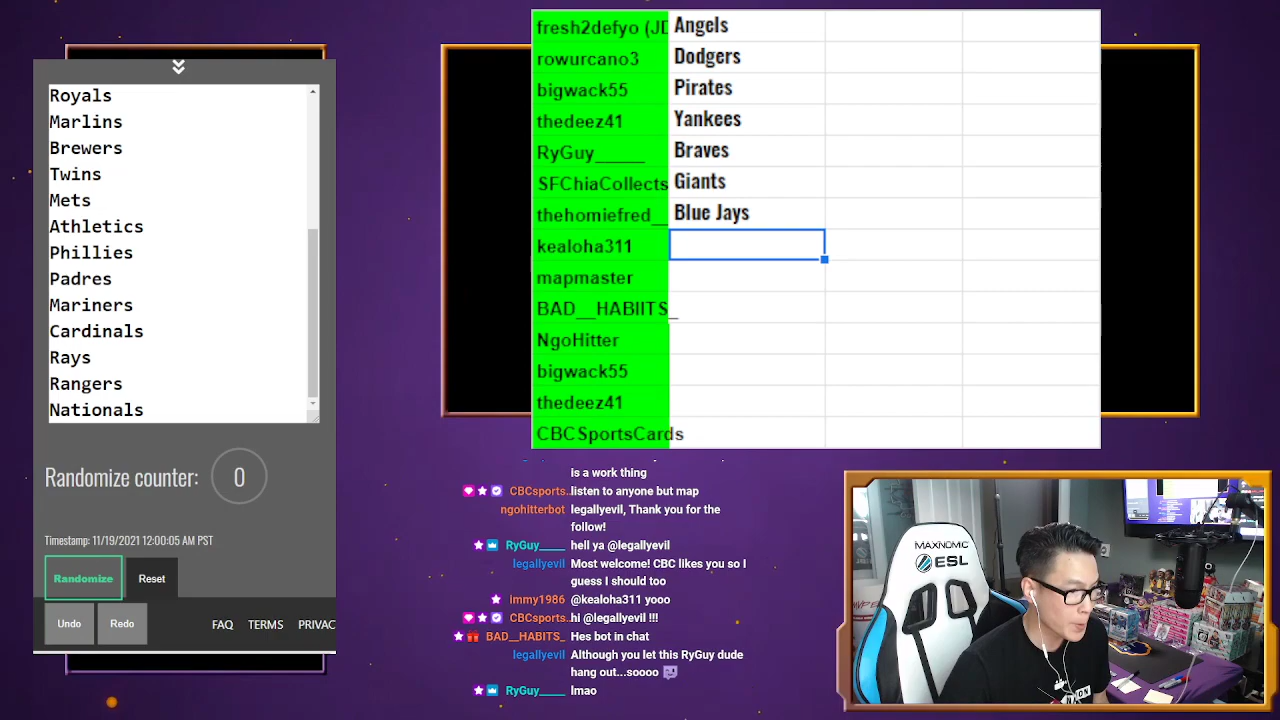 Royals
Marlins
Brewers
Twins
Mets
Athletics
Phillies
Padres
Mariners
Cardinals
Rays
Rangers
Nationals
Randomize counter: 0
Timestamp: 11/19/2021 12:00:05 AM PST
Randomize Reset
Undo Redo FAQ TERMS PRIVAC
fresh2defyo (JD Angels
rowurcano3 Dodgers
bigwack55 Pirates
thedeez41 Yankees
RyGuy_____ Braves
SFChiaCollects Giants
thehomiefred__ Blue Jays
kealoha311
mapmaster
BAD__HABIITS_
NgoHitter
bigwack55
thedeez41
CBCSportsCards
Is a work thing
CBCsports.. listen to anyone but map
ngohitterbot legallyevil, Thank you for the
follow!
RyGuy____ hell ya @legallyevil
legallyevil Most welcome! CBC likes you so I
guess I should too
immy1986 @kealoha311 yooo
CBCsports.. hi @legallyevil !!!
BAD__HABITS_ Hes bot in chat
legallyevil Although you let this RyGuy dude
hang out...soooo
RyGuy____ lmao
MAXNOMIC
ESL